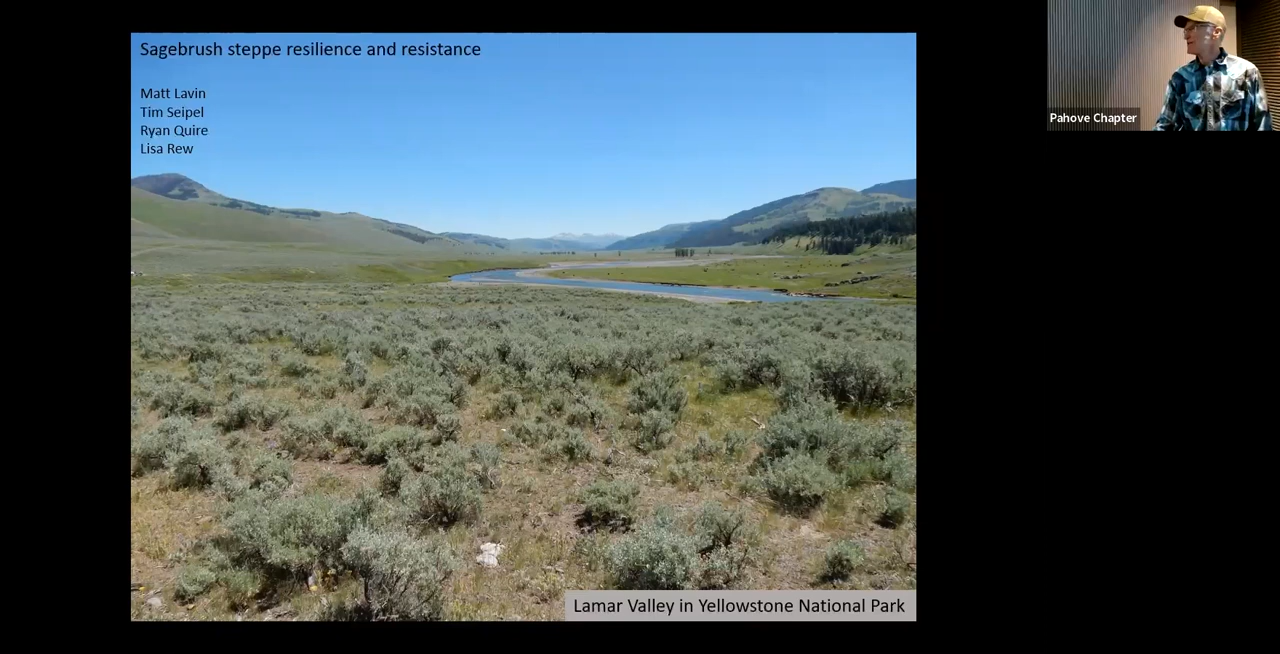 Sagebrush steppe resilience and resistance
Matt Lavin
Tim Seipel
Ryan Quire
Lisa Rew
Pahove Chapter
Lamar Valley in Yellowstone National Park